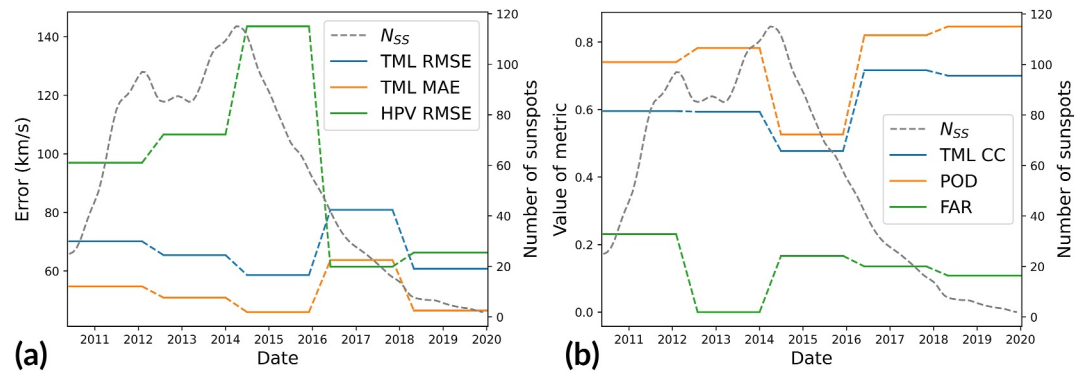 140
120
100
80
60
Error (km/s)
120
100
80
60
40
20
0
Number of sunspots
N_SS
TML RMSE
TML MAE
HPV RMSE
2011 2012 2013 2014 2015 2016 2017 2018 2019 2020
Date
(a)
0.8
0.6
0.4
0.2
0.0
Value of metric
120
100
80
60
40
20
0
Number of sunspots
N_SS
TML CC
POD
FAR
2011 2012 2013 2014 2015 2016 2017 2018 2019 2020
Date
(b)